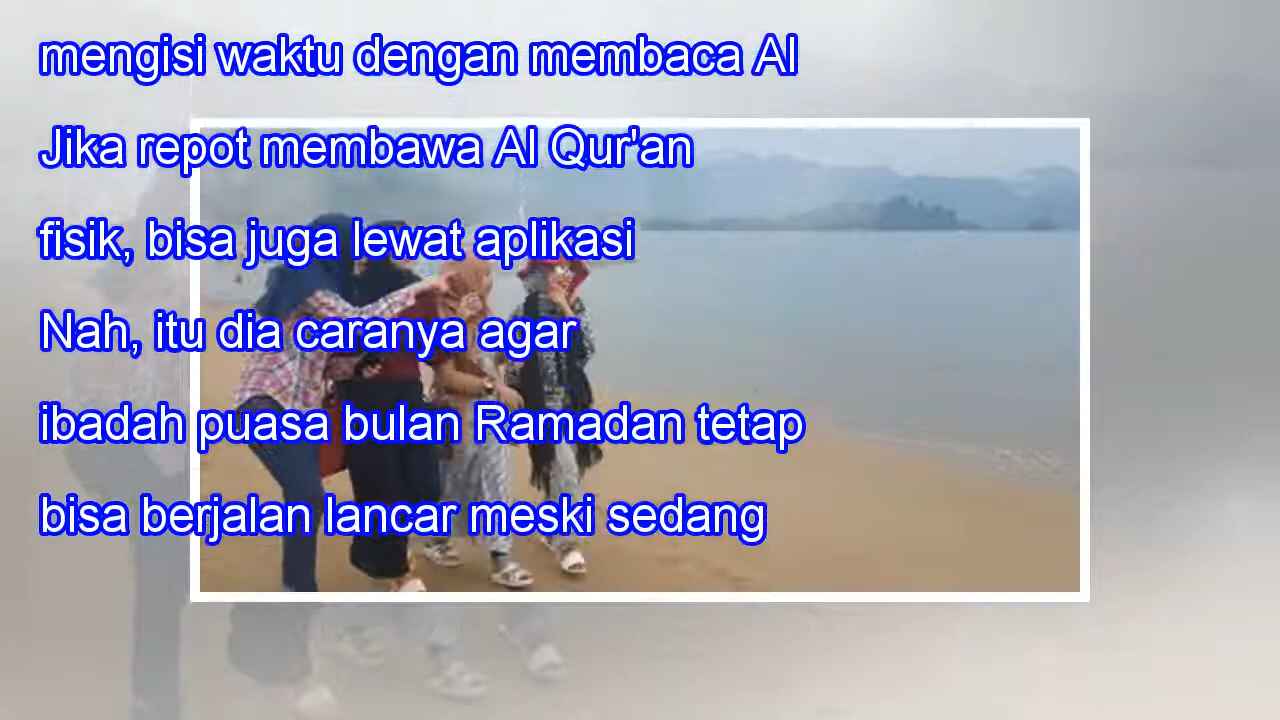 mengisi waktu dengan membaca Al
Jika repot membawa Al Qur'an
fisik, bisa juga lewat aplikasi
Nah, itu dia caranya agar
ibadah puasa bulan Ramadan tetap
bisa berjalan lancar meski sedang